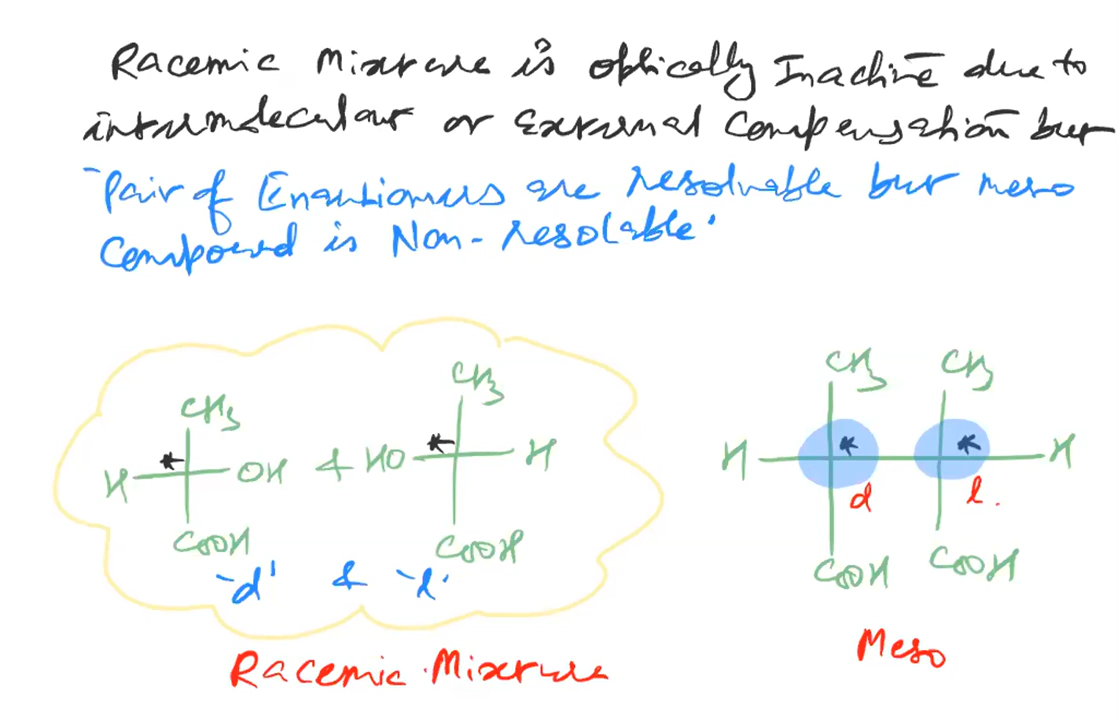 Racemic Mixture is optically Inactive due to
intermolecular or External Compensation but
Pair of Enantiomers are resolvable but meso
Compound is Non-resolable.
CH3 CH3 CH3 CH3
H * OH & HO * H H * * H
d l.
COOH COOH COOH COOH
'd' & 'l'
Racemic Mixture Meso